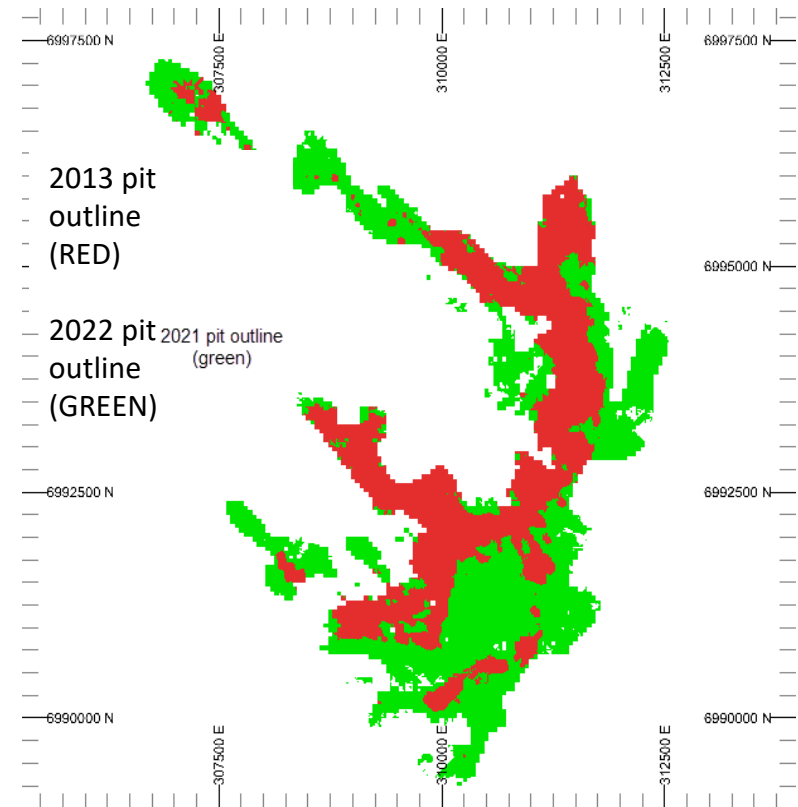 6997500 N
307500 E
310000 E
312500 E
6997500 N
2013 pit
outline
(RED)
6995000 N
2022 pit
outline
(GREEN)
2021 pit outline
(green)
6992500 N
6992500 N
6990000 N
307500 E
310000 E
312500 E
6990000 N